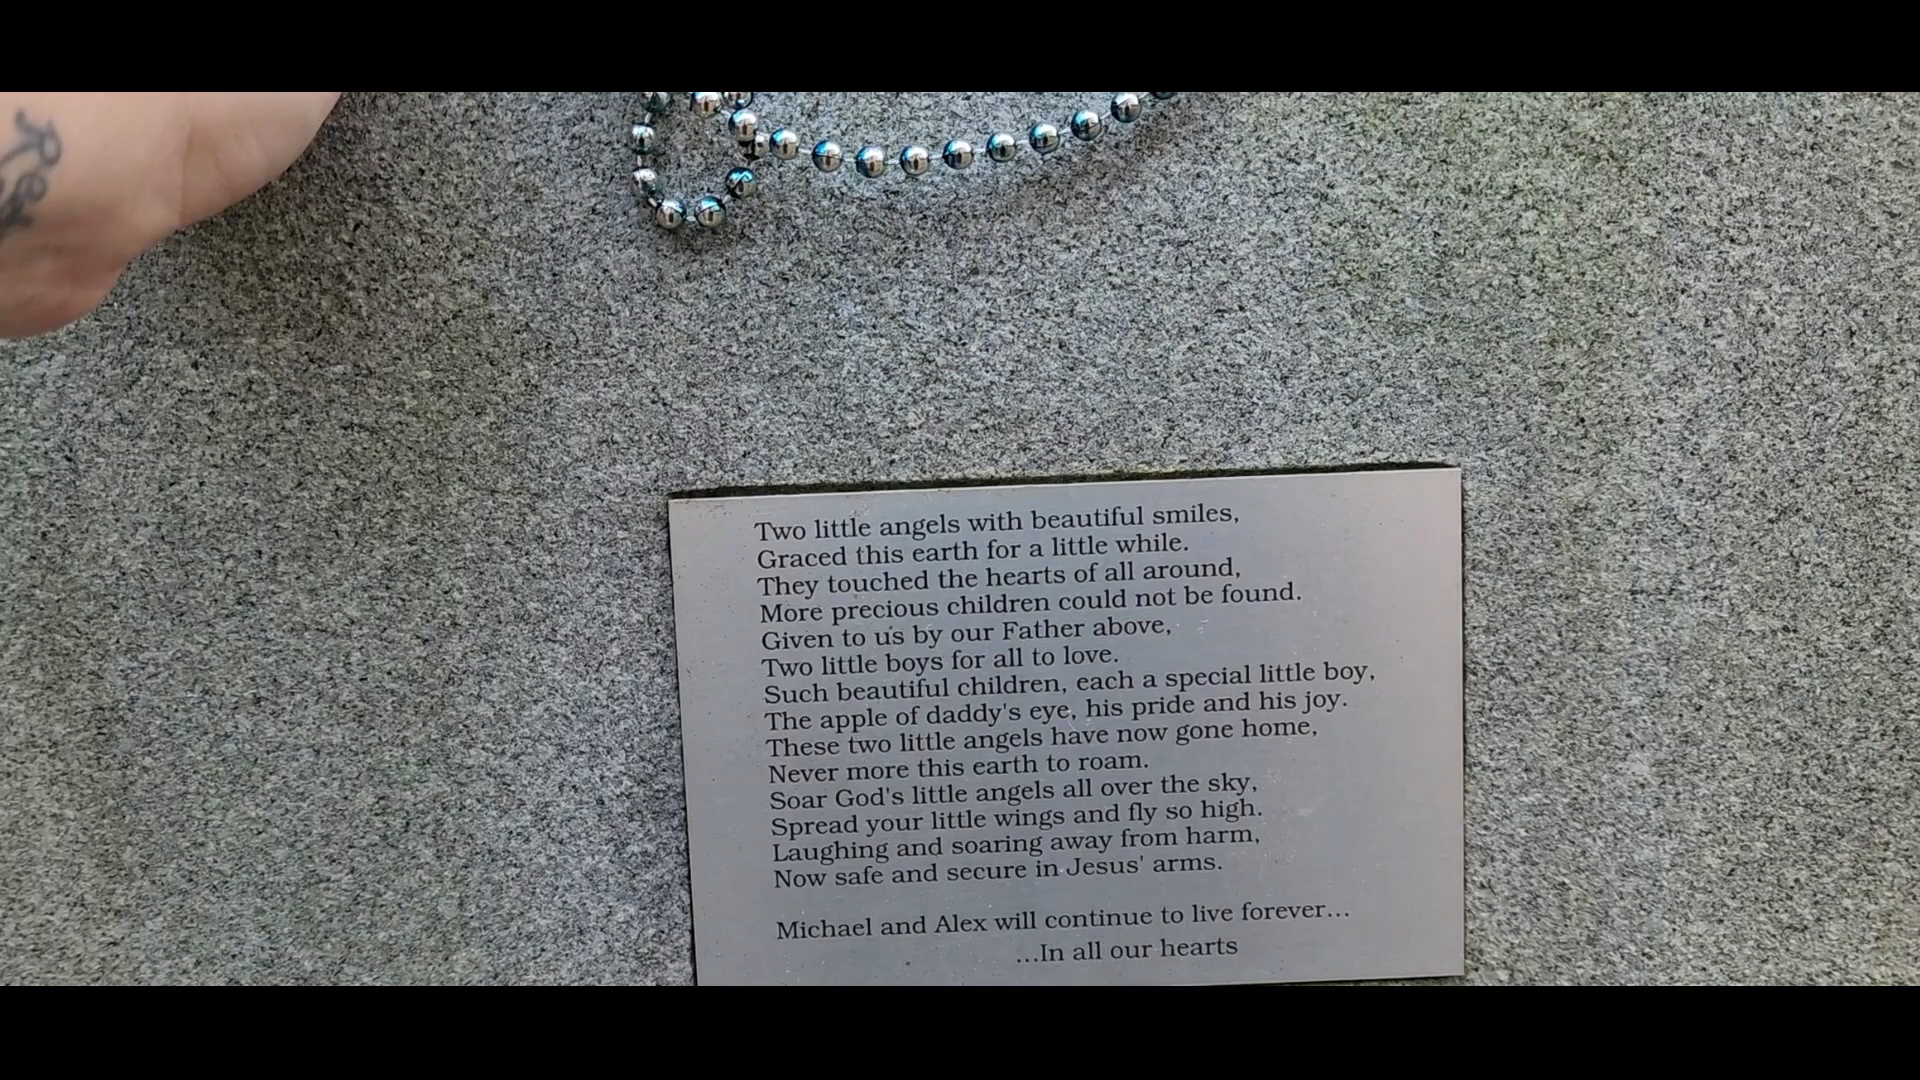 Two little angels with beautiful smiles,
Graced this earth for a little while.
They touched the hearts of all around,
More precious children could not be found.
Given to us by our Father above,
Two little boys for all to love.
Such beautiful children, each a special little boy,
The apple of daddy's eye, his pride and his joy.
These two little angels have now gone home,
Never more this earth to roam.
Soar God's little angels all over the sky,
Spread your little wings and fly so high.
Laughing and soaring away from harm,
Now safe and secure in Jesus' arms.
Michael and Alex will continue to live forever...
...In all our hearts